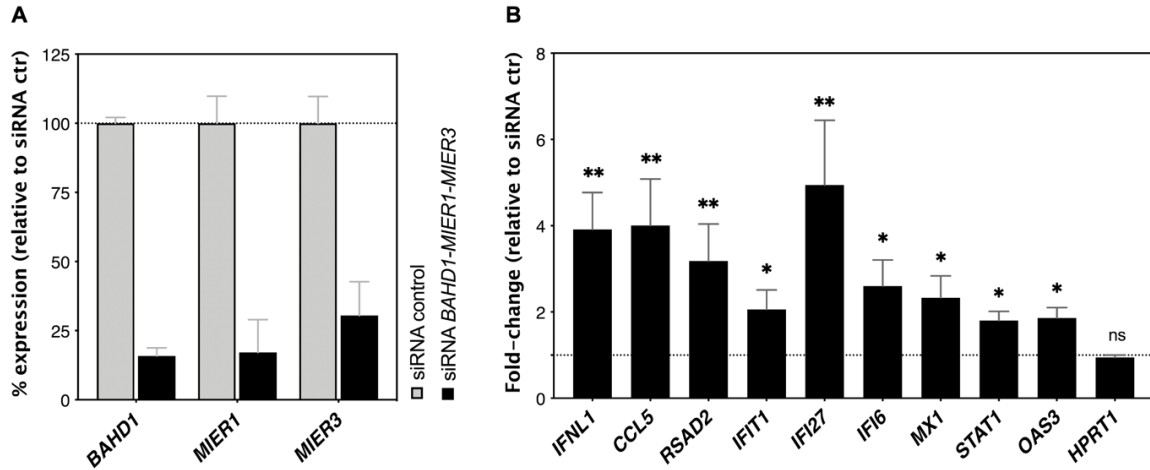 A
% expression (relative to siRNA ctr)
125
100
75
50
25
0
BAHD1
MIER1
MIER3
siRNA control
siRNA BAHD1-MIER1-MIER3
B
Fold-change (relative to siRNA ctr)
8
6
4
2
0
**
**
**
*
**
*
*
*
*
ns
IFNL1
CCL5
RSAD2
IFIT1
IFI27
IFI6
MX1
STAT1
OAS3
HPRT1